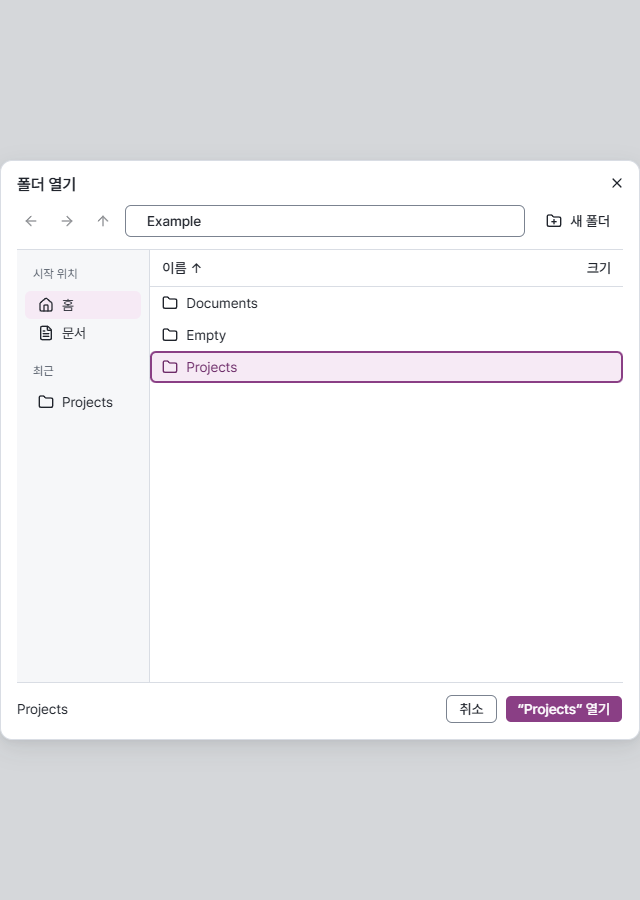 폴더 열기
Example
새 폴더
시작 위치
홈
문서
최근
Projects
이름
크기
Documents
Empty
Projects
Projects
취소
“Projects” 열기